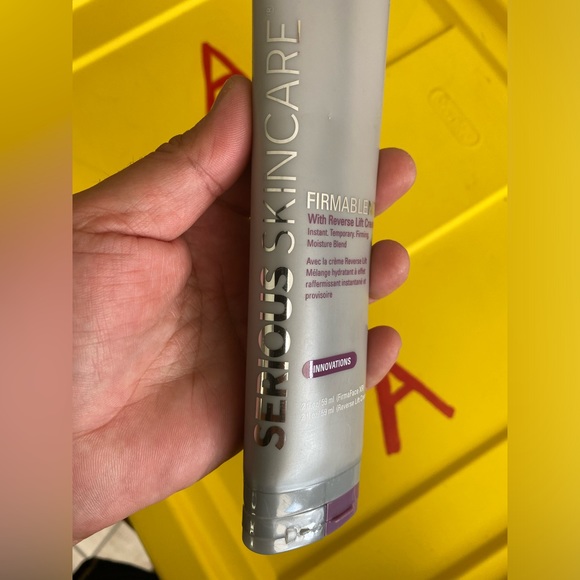 SERIOUS SKINCARE
FIRMABLE
With Reverse Lift
Instant. Temporary. Firming.
Moisture Blend
Avec la crème Reverse Lift
Mélange hydratant à effet
raffermissant instantané et
provisoire
INNOVATIONS
A
A